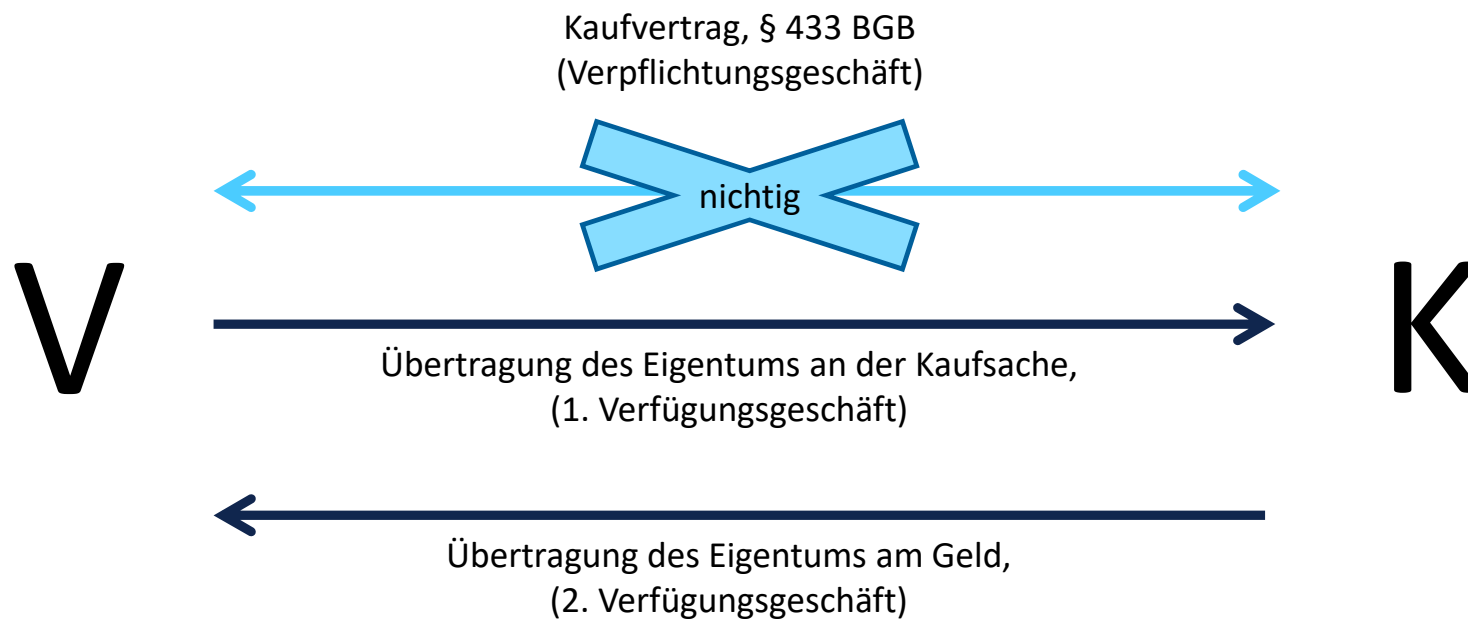 Kaufvertrag, § 433 BGB
(Verpflichtungsgeschäft)
nichtig
V
K
Übertragung des Eigentums an der Kaufsache,
(1. Verfügungsgeschäft)
Übertragung des Eigentums am Geld,
(2. Verfügungsgeschäft)